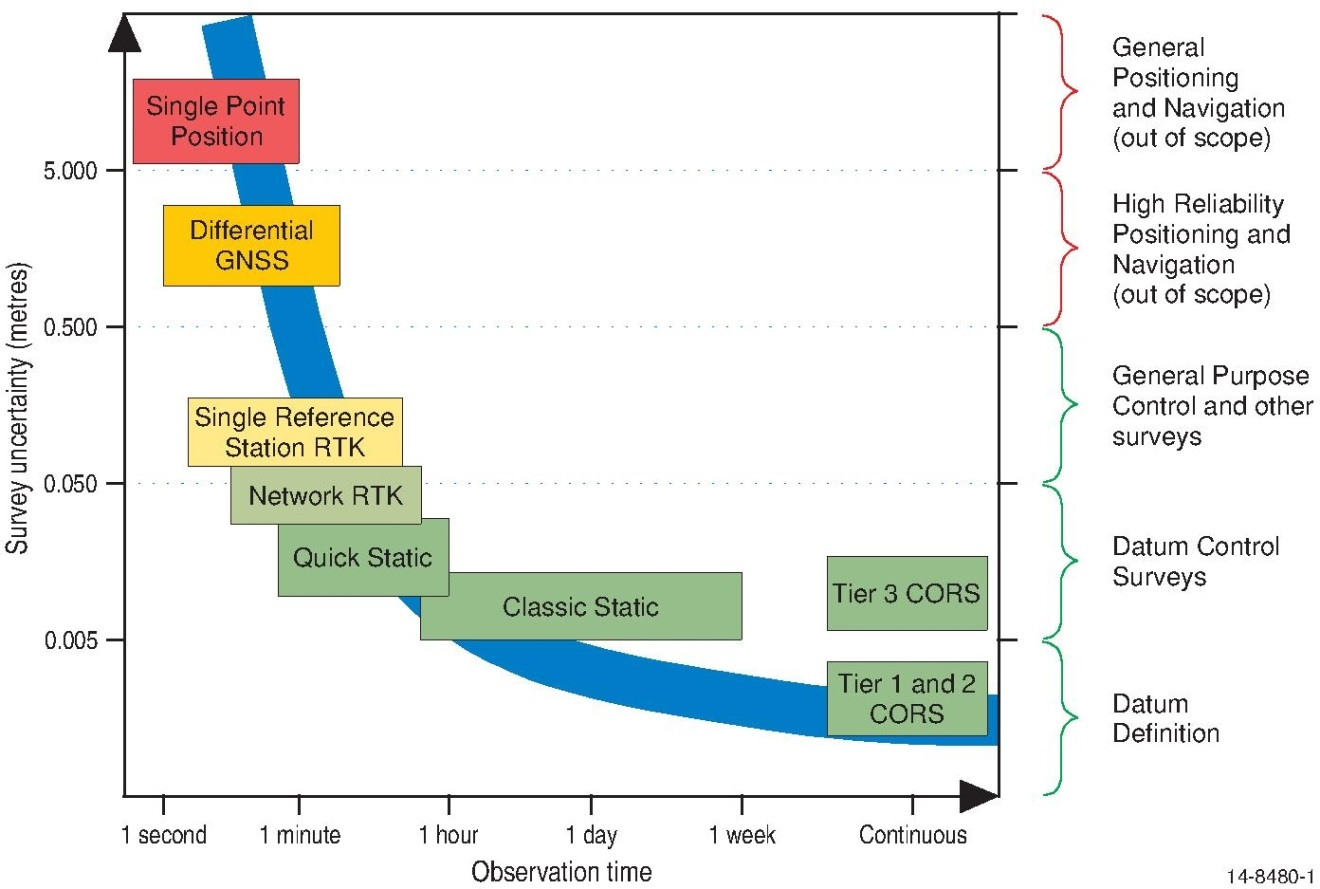 General
Positioning
and Navigation
(out of scope)
Single Point
Position
5.000
High Reliability
Positioning and
Navigation
(out of scope)
Differential
GNSS
Survey uncertainty (metres)
0.500
General Purpose
Control and other
surveys
Single Reference
Station RTK
0.050
Network RTK
Datum Control
Surveys
Quick Static
Classic Static
Tier 3 CORS
0.005
Tier 1 and 2
CORS
Datum
Definition
1 second
1 minute
1 hour
1 day
1 week
Continuous
Observation time
14-8480-1